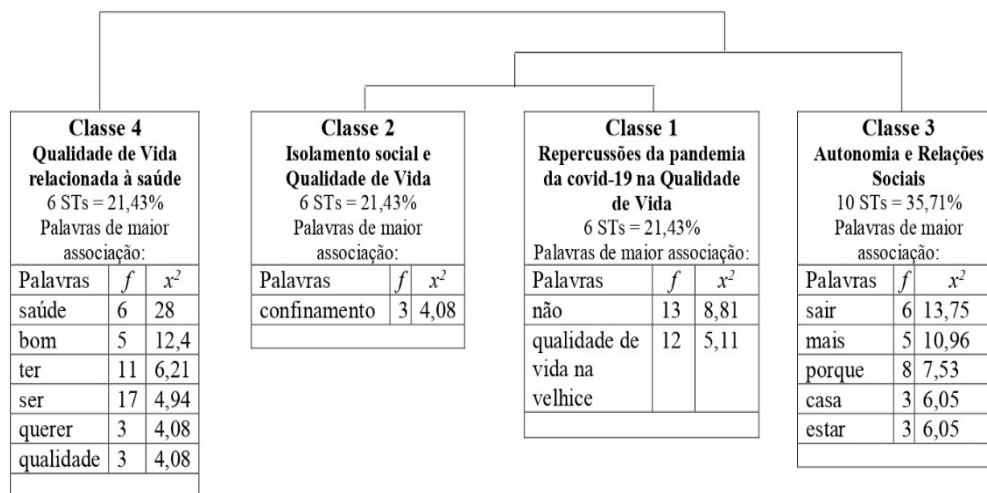 Classe 4
Qualidade de Vida
relacionada à saúde
6 STs = 21,43%
Palavras de maior
associação:
Palavras f x²
saúde 6 28
bom 5 12,4
ter 11 6,21
ser 17 4,94
querer 3 4,08
qualidade 3 4,08
Classe 2
Isolamento social e
Qualidade de Vida
6 STs = 21,43%
Palavras de maior
associação:
Palavras f x²
confinamento 3 4,08
Classe 1
Repercussões da pandemia
da covid-19 na Qualidade
de Vida
6 STs = 21,43%
Palavras de maior associação:
Palavras f x²
não 13 8,81
qualidade de 12 5,11
vida na
velhice
Classe 3
Autonomia e Relações
Sociais
10 STs = 35,71%
Palavras de maior
associação:
Palavras f x²
sair 6 13,75
mais 5 10,96
porque 8 7,53
casa 3 6,05
estar 3 6,05